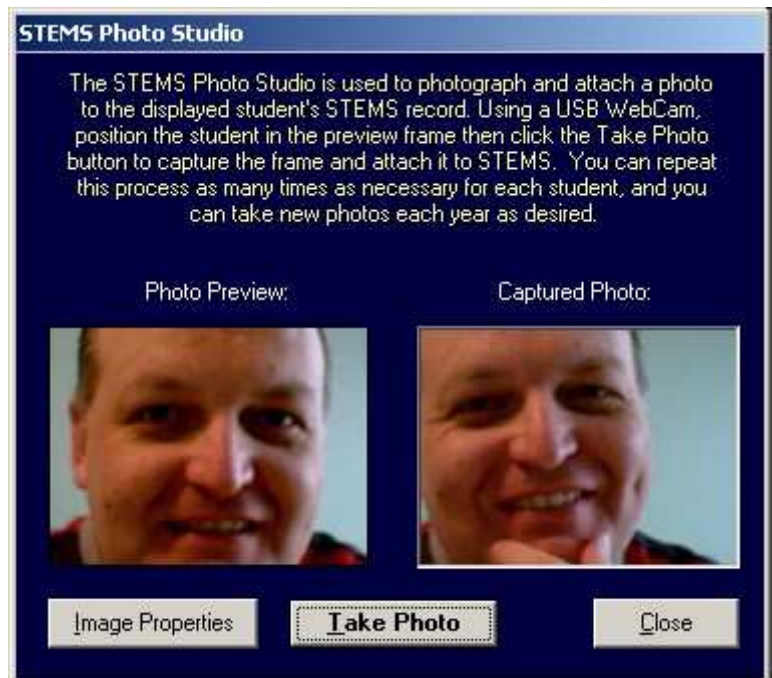 STEMS Photo Studio
The STEMS Photo Studio is used to photograph and attach a photo
to the displayed student's STEMS record. Using a USB WebCam,
position the student in the preview frame then click the Take Photo
button to capture the frame and attach it to STEMS.  You can repeat
this process as many times as necessary for each student, and you
can take new photos each year as desired.
Photo Preview:
Captured Photo:
Image Properties
Take Photo
Close